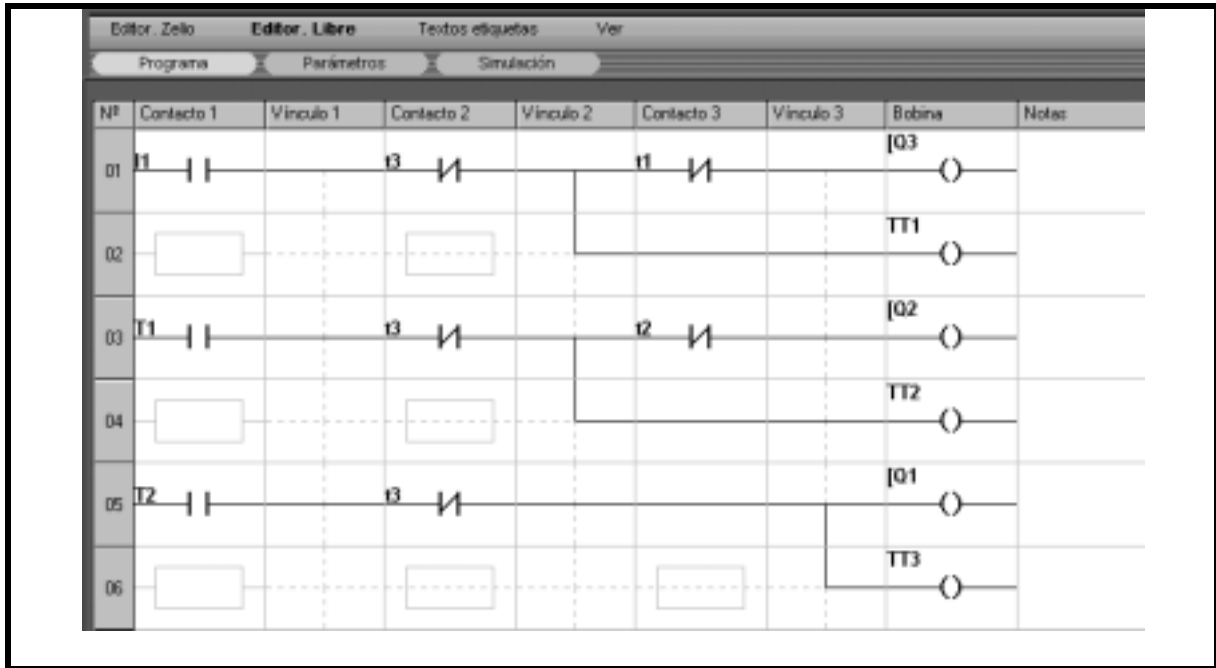 Editor. Zelio Editor. Libre Textos etiquetas Ver
Programa Parámetros Simulación
Nº Contacto 1 Vínculo 1 Contacto 2 Vínculo 2 Contacto 3 Vínculo 3 Bobina Notas
01 I1 t3 t1 [Q3
02 TT1
03 T1 t3 t2 [Q2
04 TT2
05 T2 t3 [Q1
06 TT3